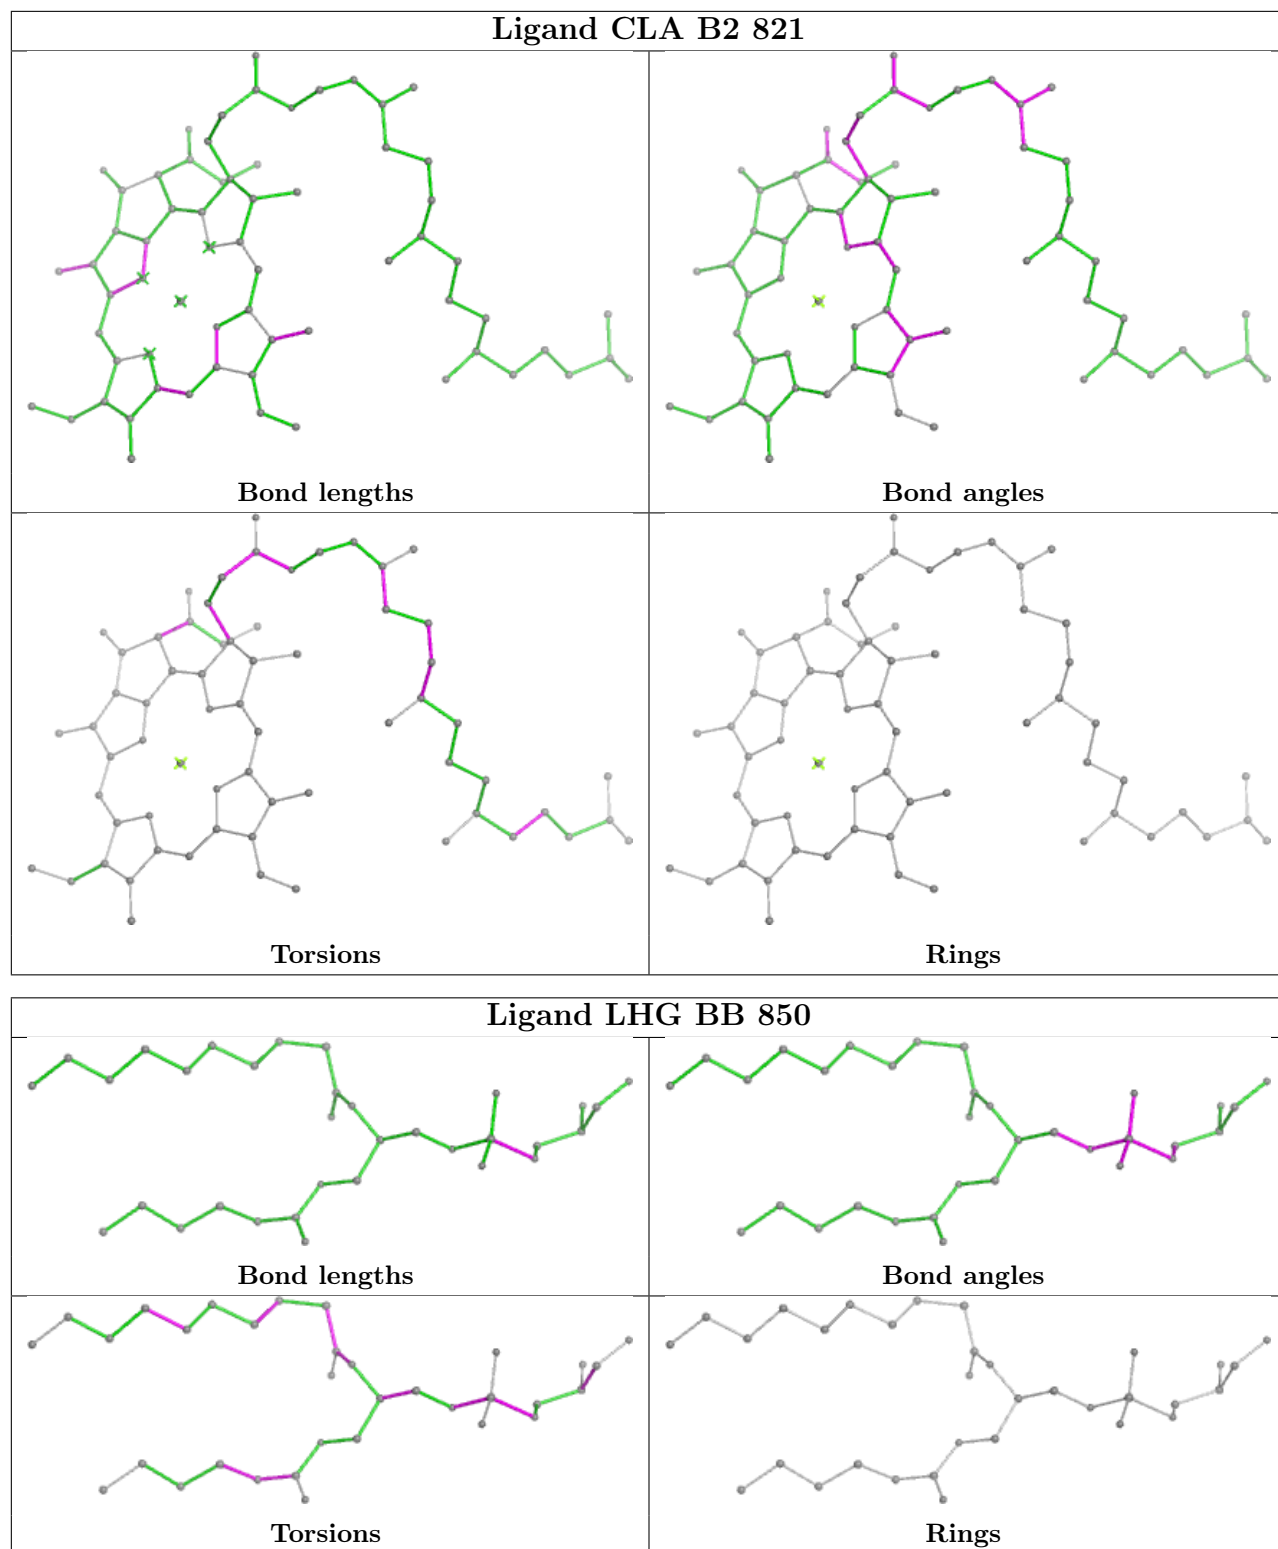 Ligand CLA B2 821
Bond lengths
Bond angles
Torsions
Rings
Ligand LHG BB 850
Bond lengths
Bond angles
Torsions
Rings